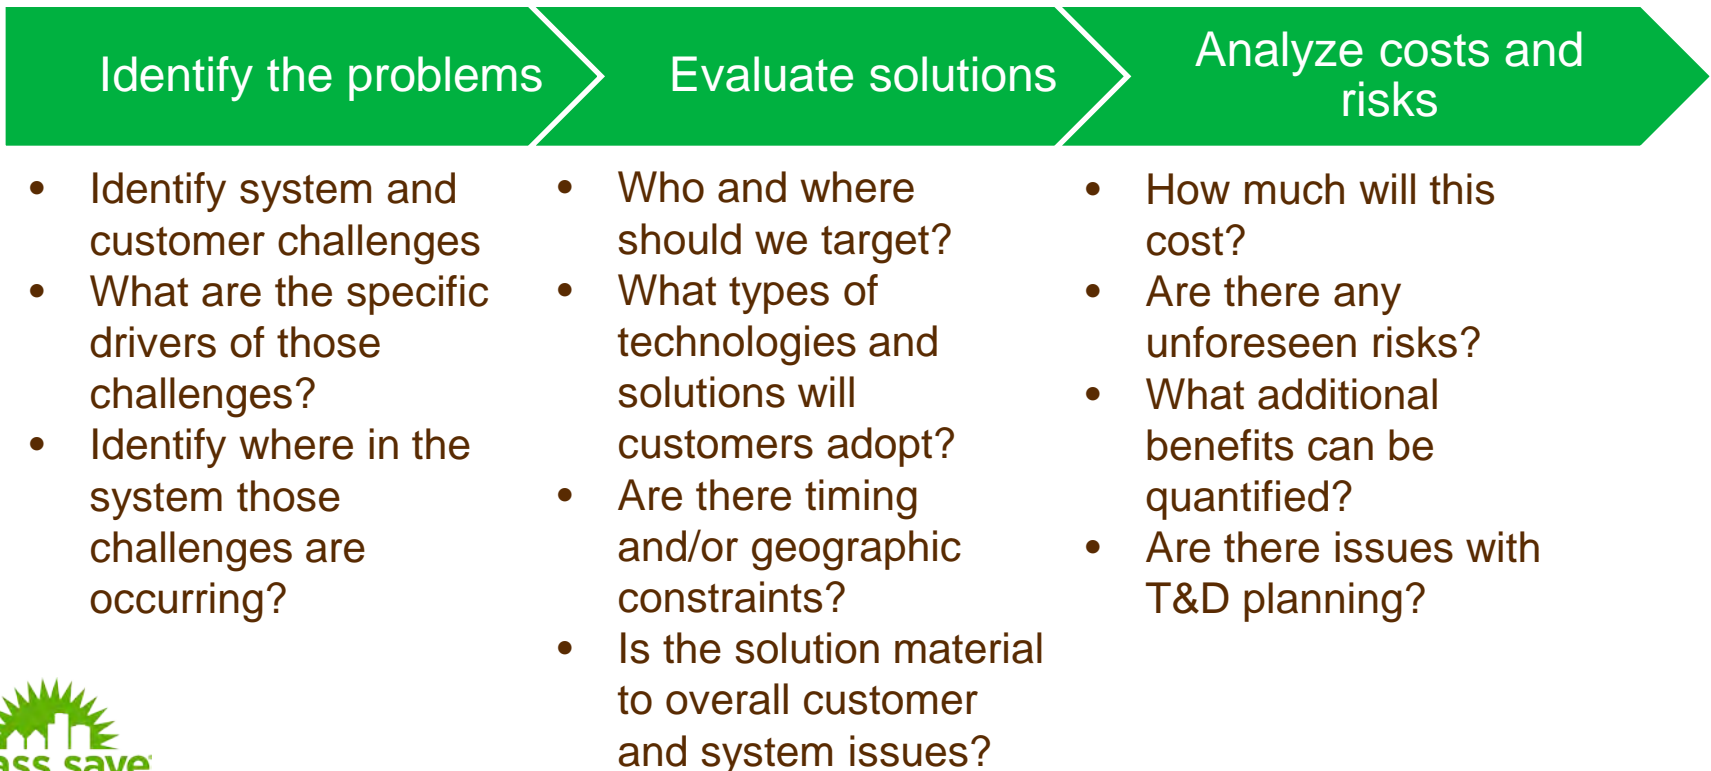 Identify the problems
Evaluate solutions
Analyze costs and
risks
• Identify system and
customer challenges
• What are the specific
drivers of those
challenges?
• Identify where in the
system those
challenges are
occurring?
• Who and where
should we target?
• What types of
technologies and
solutions will
customers adopt?
• Are there timing
and/or geographic
constraints?
• Is the solution material
to overall customer
and system issues?
• How much will this
cost?
• Are there any
unforeseen risks?
• What additional
benefits can be
quantified?
• Are there issues with
T&D planning?
ass save